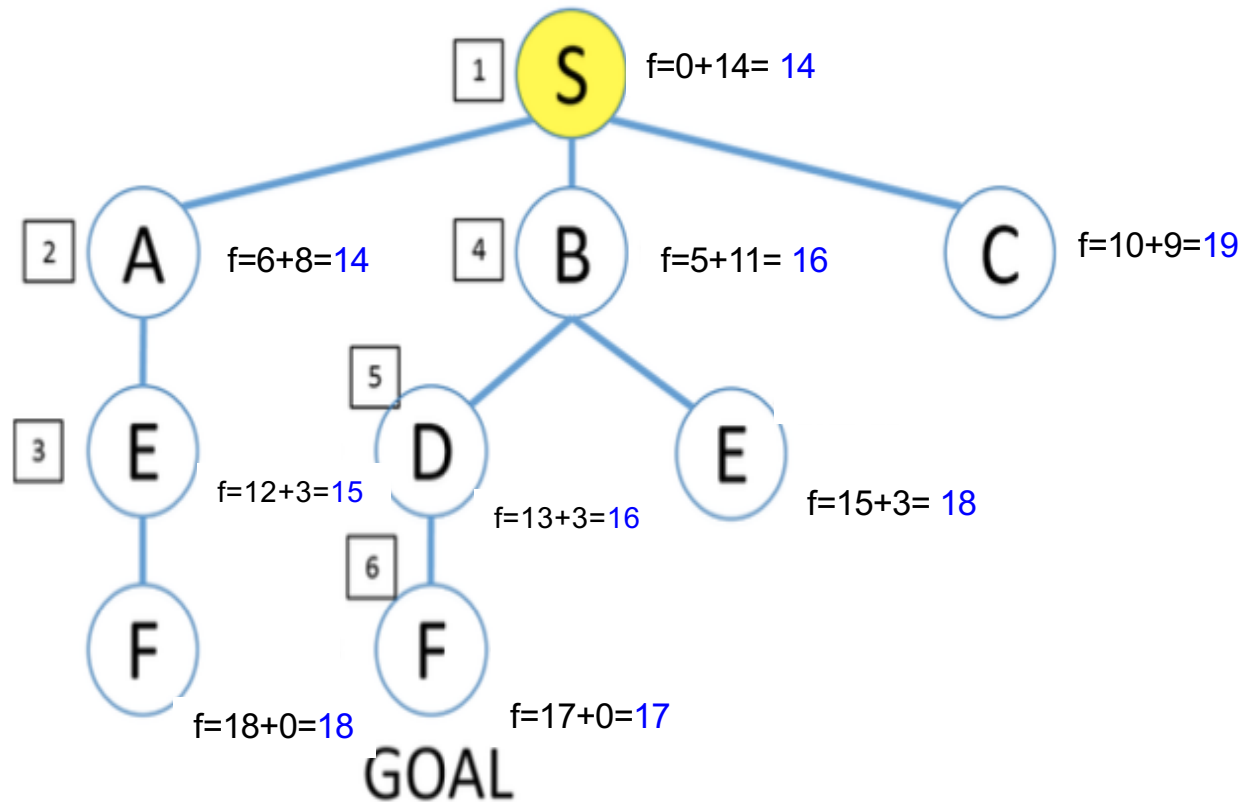 1
S
f=0+14= 14
2
A
f=6+8=14
4
B
f=5+11= 16
C
f=10+9=19
3
E
f=12+3=15
5
D
f=13+3=16
E
f=15+3= 18
F
f=18+0=18
6
F
f=17+0=17
GOAL